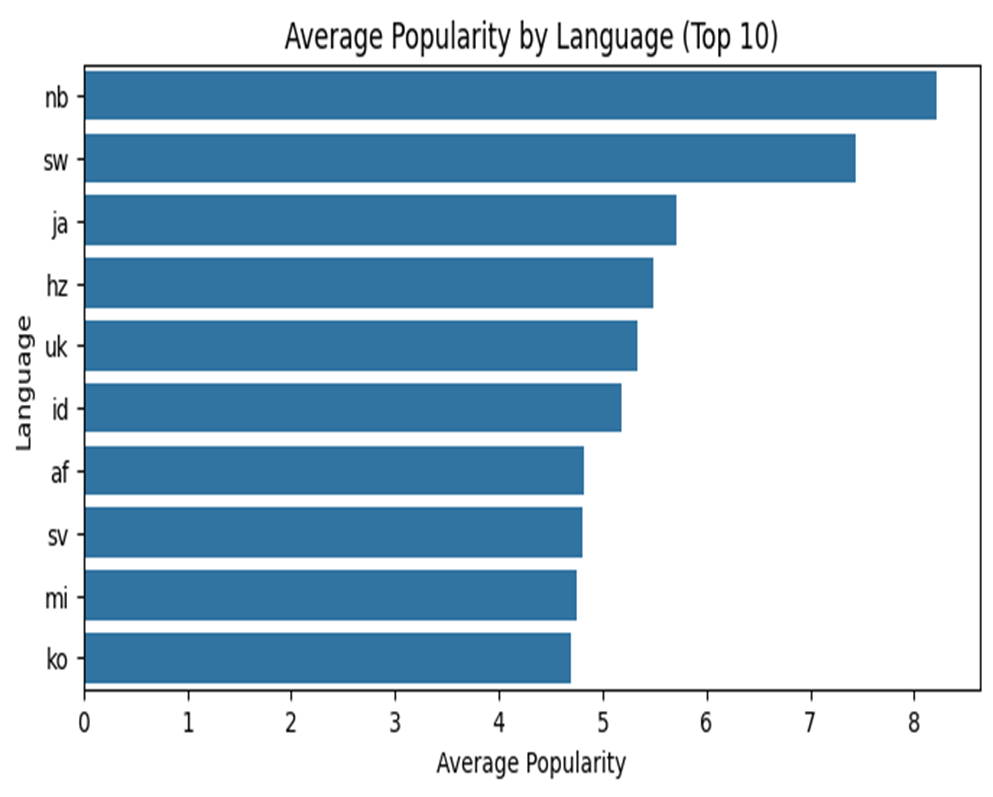 Average Popularity by Language (Top 10)
Language
nb
sw
ja
hz
uk
id
af
sv
mi
ko
0 1 2 3 4 5 6 7 8
Average Popularity